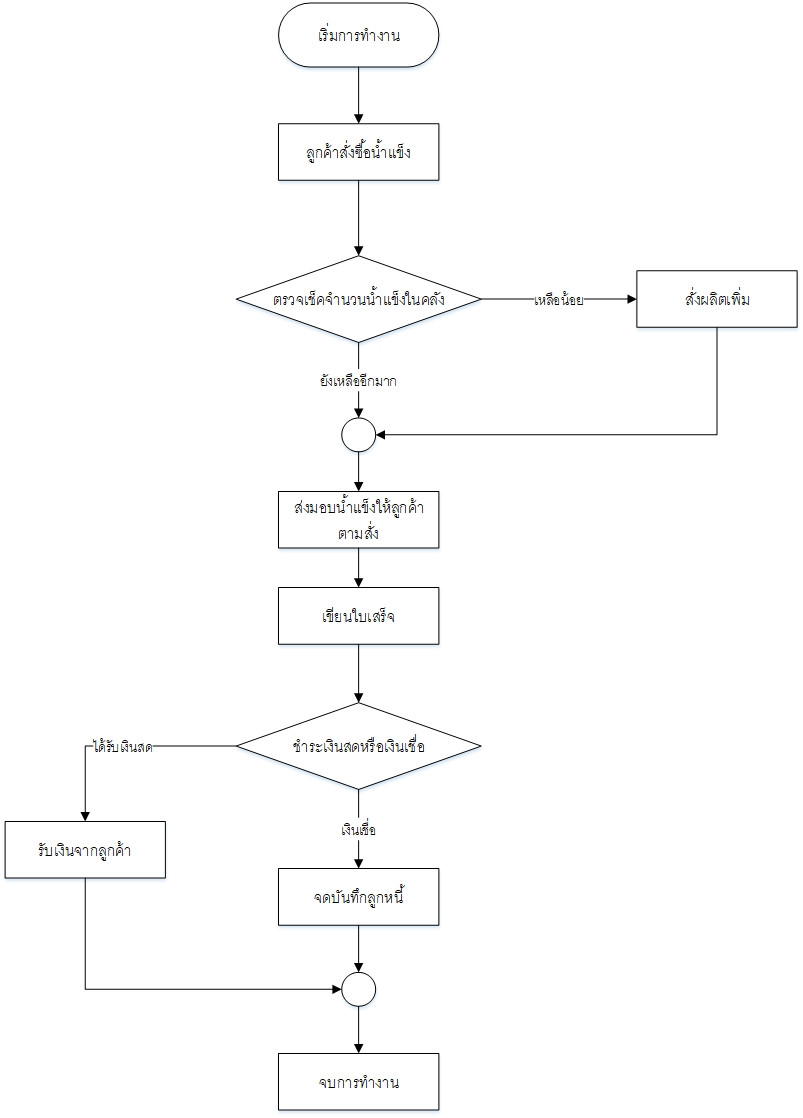 เริ่มการทำงาน
ลูกค้าสั่งซื้อน้ำแข็ง
ตรวจเช็คจำนวนน้ำแข็งในคลัง
เหลือน้อย
สั่งผลิตเพิ่ม
ยังเหลืออีกมาก
ส่งมอบน้ำแข็งให้ลูกค้า
ตามสั่ง
เขียนใบเสร็จ
ชำระเงินสดหรือเงินเชื่อ
ได้รับเงินสด
เงินเชื่อ
รับเงินจากลูกค้า
จดบันทึกลูกหนี้
จบการทำงาน